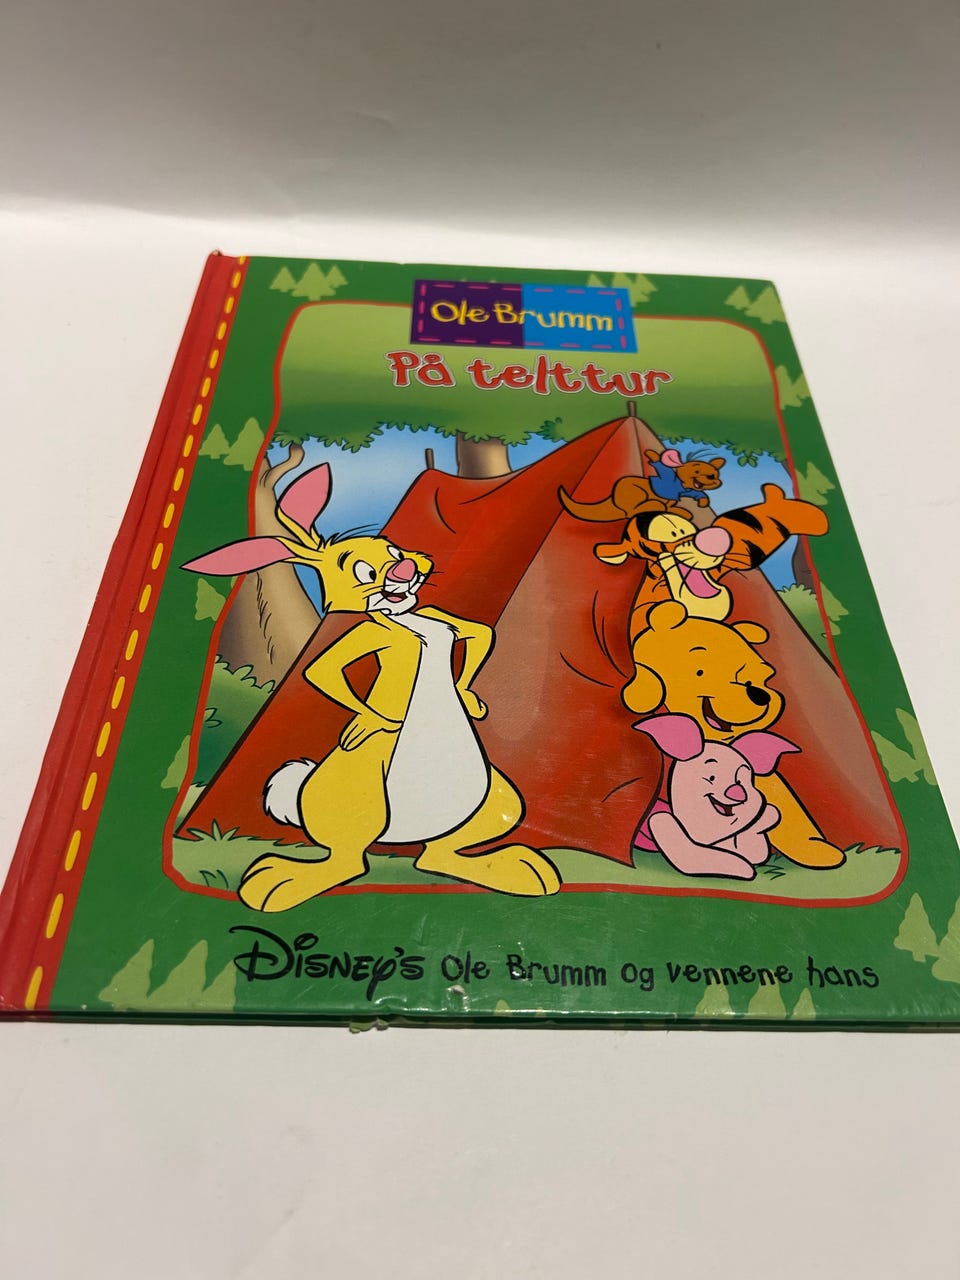 Ole Brumm
På telttur
Disney's Ole Brumm og vennene hans